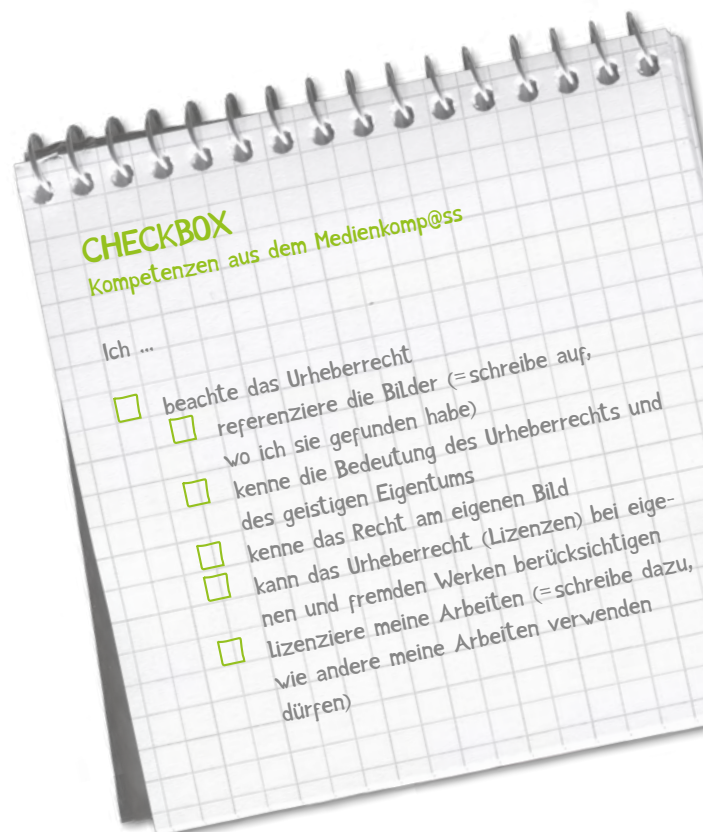 CHECKBOX
Kompetenzen aus dem Medienkomp@ss
Ich ...
beachte das Urheberrecht
referenziere die Bilder (=schreibe auf,
wo ich sie gefunden habe)
kenne die Bedeutung des Urheberrechts und
des geistigen Eigentums
kenne das Recht am eigenen Bild
kann das Urheberrecht (Lizenzen) bei eige-
nen und fremden Werken berücksichtigen
lizenziere meine Arbeiten (=schreibe dazu,
wie andere meine Arbeiten verwenden
dürfen)